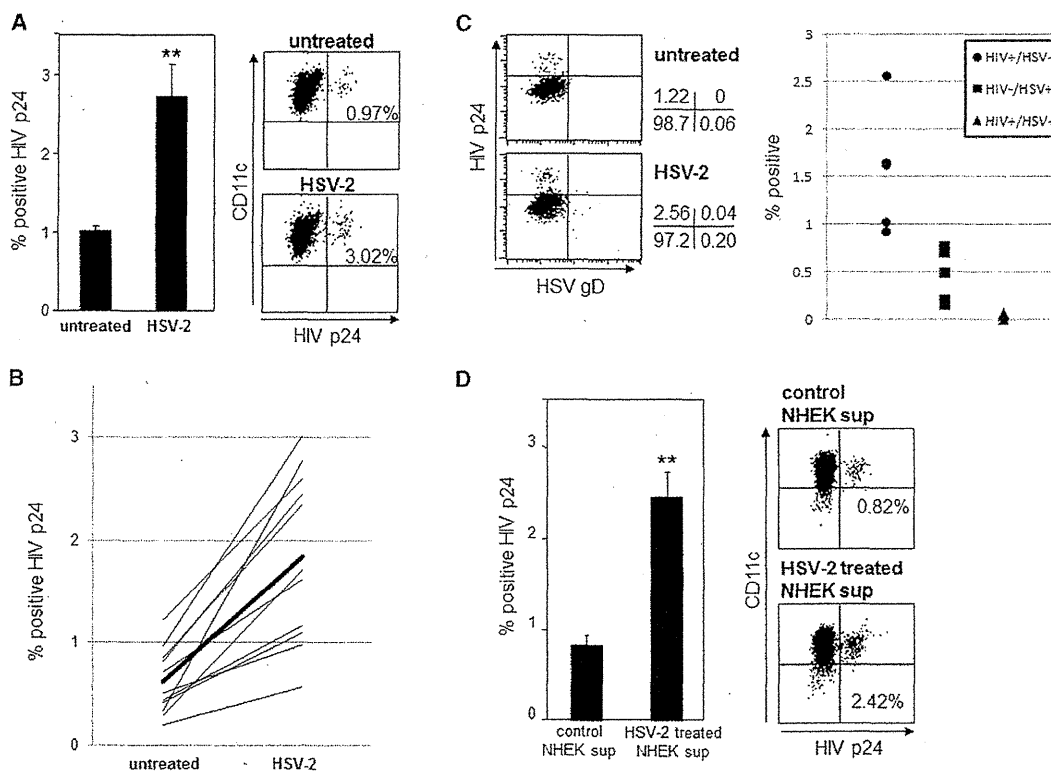 A
% positive HIV p24
3
2
1
0
**
untreated
HSV-2
untreated
0.97%
HSV-2
3.02%
CD11c
HIV p24
B
% positive HIV p24
3
2
1
0
untreated
HSV-2
C
HIV p24
HSV gD
untreated
1.22 0
98.7 0.06
HSV-2
2.56 0.04
97.2 0.20
% positive
3
2.5
2
1.5
1
0.5
0
HIV+/HSV-
HIV-/HSV+
HIV+/HSV+
D
% positive HIV p24
3
2
1
0
**
control
NHEK sup
HSV-2 treated
NHEK sup
control
NHEK sup
0.82%
HSV-2 treated
NHEK sup
2.42%
CD11c
HIV p24